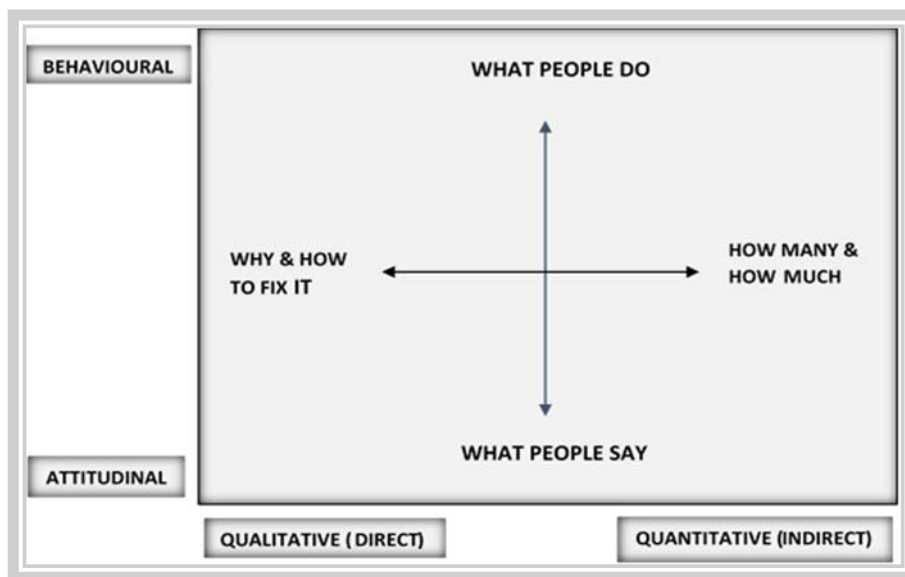 BEHAVIOURAL
WHAT PEOPLE DO
WHY & HOW
TO FIX IT
HOW MANY &
HOW MUCH
WHAT PEOPLE SAY
ATTITUDINAL
QUALITATIVE ( DIRECT)
QUANTITATIVE (INDIRECT)